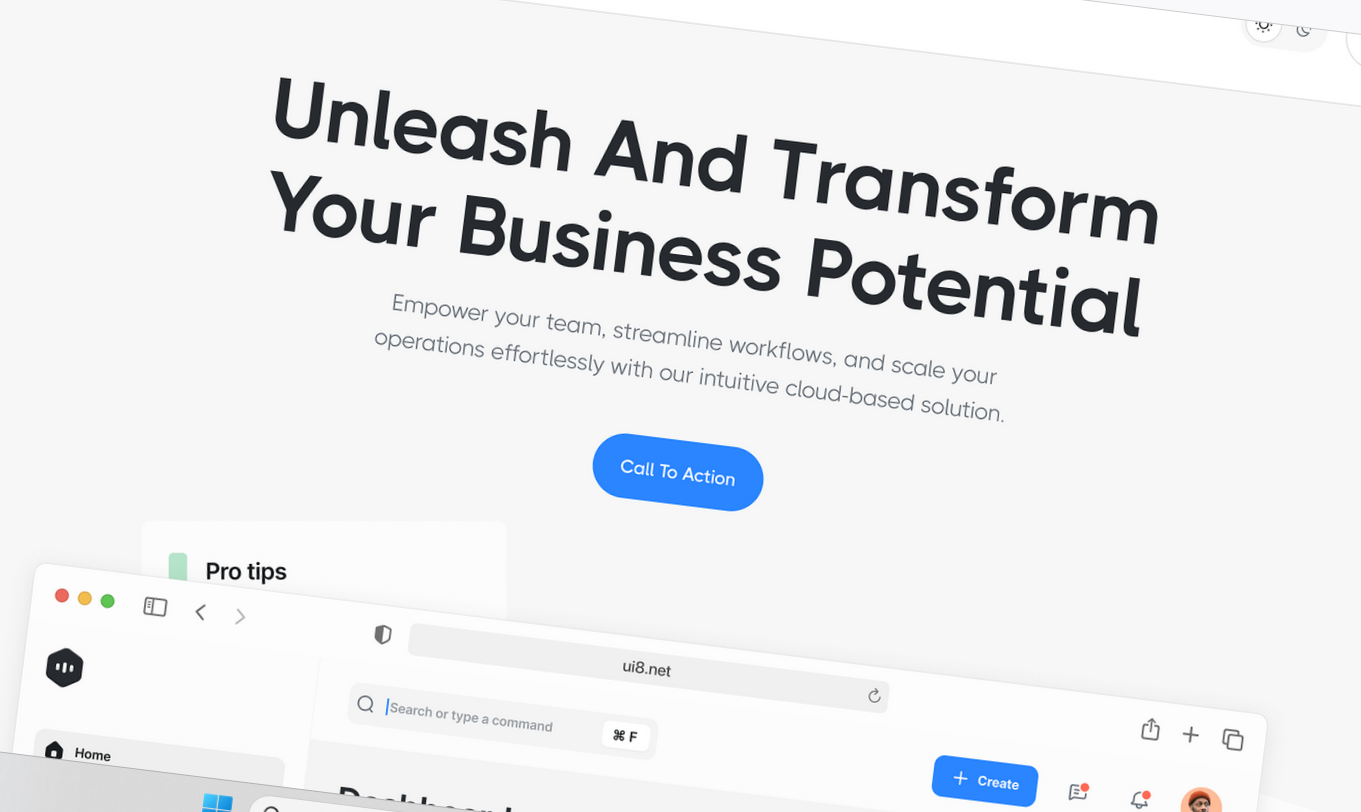 Unleash And Transform
Your Business Potential
Empower your team, streamline workflows, and scale your
operations effortlessly with our intuitive cloud-based solution.
Call To Action
Pro tips
ui8.net
Search or type a command
⌘ F
Create
Home